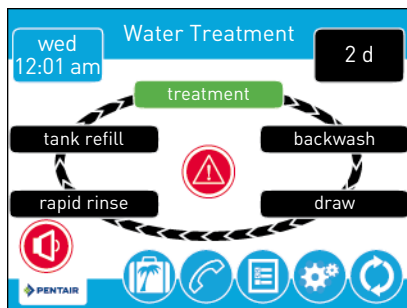 Water Treatment
wed
12:01 am
2 d
treatment
tank refill
backwash
rapid rinse
draw
PENTAIR